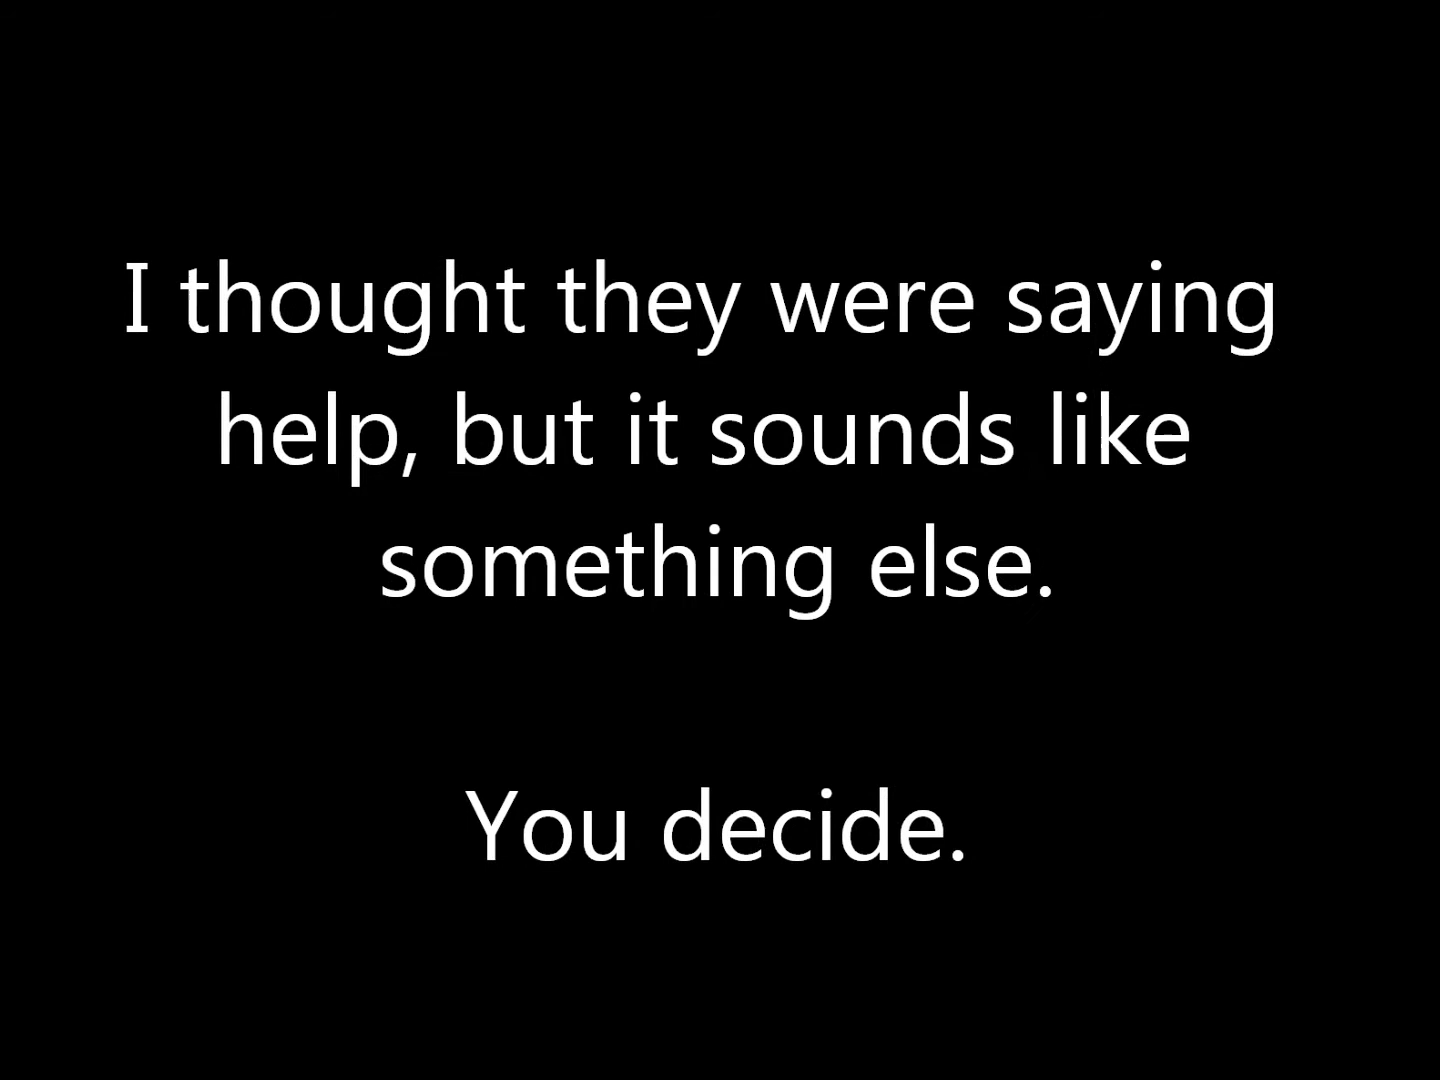 I thought they were saying
help, but it sounds like
something else.
You decide.